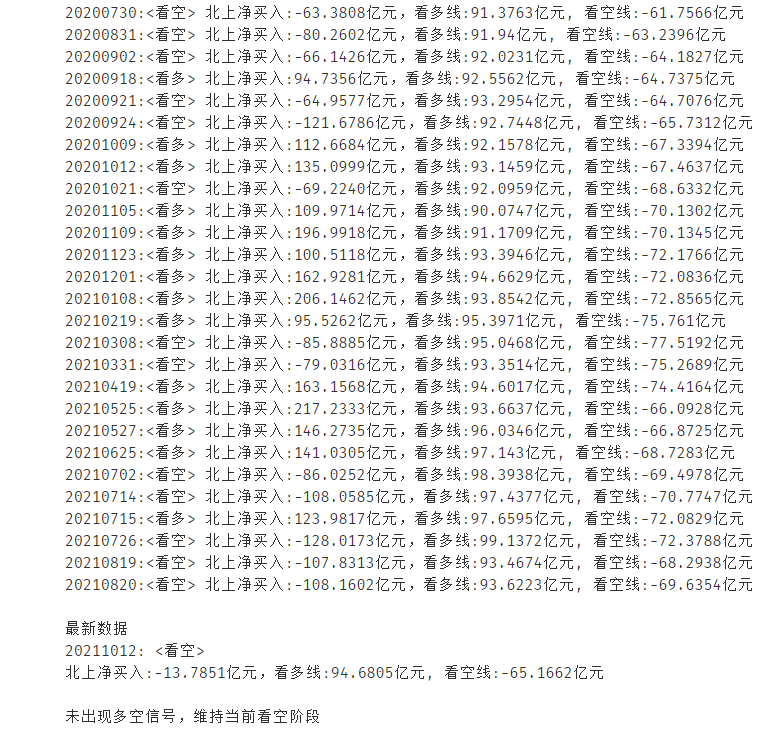 20200730:<看空> 北上净买入:-63.3808亿元，看多线:91.3763亿元, 看空线:-61.7566亿元
20200831:<看空> 北上净买入:-80.2602亿元，看多线:91.94亿元, 看空线:-63.2396亿元
20200902:<看空> 北上净买入:-66.1426亿元，看多线:92.0231亿元, 看空线:-64.1827亿元
20200918:<看多> 北上净买入:94.7356亿元，看多线:92.5562亿元, 看空线:-64.7375亿元
20200921:<看空> 北上净买入:-64.9577亿元，看多线:93.2954亿元, 看空线:-64.7076亿元
20200924:<看空> 北上净买入:-121.6786亿元，看多线:92.7448亿元, 看空线:-65.7312亿元
20201009:<看多> 北上净买入:112.6684亿元，看多线:92.1578亿元, 看空线:-67.3394亿元
20201012:<看多> 北上净买入:135.0999亿元，看多线:93.1459亿元, 看空线:-67.4637亿元
20201021:<看空> 北上净买入:-69.2240亿元，看多线:92.0959亿元, 看空线:-68.6332亿元
20201105:<看多> 北上净买入:109.9714亿元，看多线:90.0747亿元, 看空线:-70.1302亿元
20201109:<看多> 北上净买入:196.9918亿元，看多线:91.1709亿元, 看空线:-70.1345亿元
20201123:<看多> 北上净买入:100.5118亿元，看多线:93.3946亿元, 看空线:-72.1766亿元
20201201:<看多> 北上净买入:162.9281亿元，看多线:94.6629亿元, 看空线:-72.0836亿元
20210108:<看多> 北上净买入:206.1462亿元，看多线:93.8542亿元, 看空线:-72.8565亿元
20210219:<看多> 北上净买入:95.5262亿元，看多线:95.3971亿元, 看空线:-75.761亿元
20210308:<看空> 北上净买入:-85.8885亿元，看多线:95.0468亿元, 看空线:-77.5192亿元
20210331:<看空> 北上净买入:-79.0316亿元，看多线:93.3514亿元, 看空线:-75.2689亿元
20210419:<看多> 北上净买入:163.1568亿元，看多线:94.6017亿元, 看空线:-74.4164亿元
20210525:<看多> 北上净买入:217.2333亿元，看多线:93.6637亿元, 看空线:-66.0928亿元
20210527:<看多> 北上净买入:146.2735亿元，看多线:96.0346亿元, 看空线:-66.8725亿元
20210625:<看多> 北上净买入:141.0305亿元，看多线:97.143亿元, 看空线:-68.7283亿元
20210702:<看空> 北上净买入:-86.0252亿元，看多线:98.3938亿元, 看空线:-69.4978亿元
20210714:<看空> 北上净买入:-108.0585亿元，看多线:97.4377亿元, 看空线:-70.7747亿元
20210715:<看多> 北上净买入:123.9817亿元，看多线:97.6595亿元, 看空线:-72.0829亿元
20210726:<看空> 北上净买入:-128.0173亿元，看多线:99.1372亿元, 看空线:-72.3788亿元
20210819:<看空> 北上净买入:-107.8313亿元，看多线:93.4674亿元, 看空线:-68.2938亿元
20210820:<看空> 北上净买入:-108.1602亿元，看多线:93.6223亿元, 看空线:-69.6354亿元
最新数据
20211012: <看空>
北上净买入:-13.7851亿元，看多线:94.6805亿元, 看空线:-65.1662亿元
未出现多空信号，维持当前看空阶段